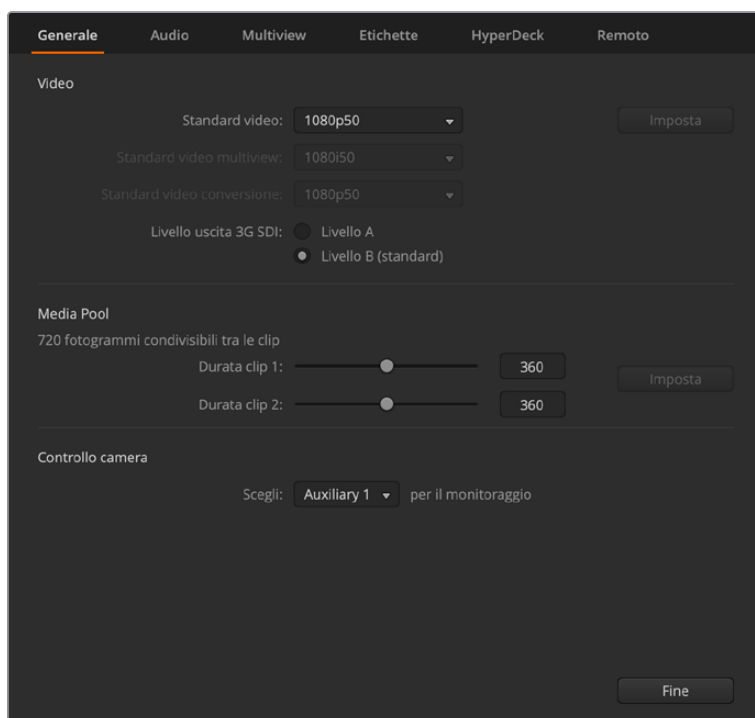 Generale Audio Multiview Etichette HyperDeck Remoto
Video
Standard video: 1080p50 Imposta
Standard video multiview: 1080i50
Standard video conversione: 1080p50
Livello uscita 3G SDI: Livello A
Livello B (standard)
Media Pool
720 fotogrammi condivisibili tra le clip
Durata clip 1: 360
Imposta
Durata clip 2: 360
Controllo camera
Scegli: Auxiliary 1 per il monitoraggio
Fine